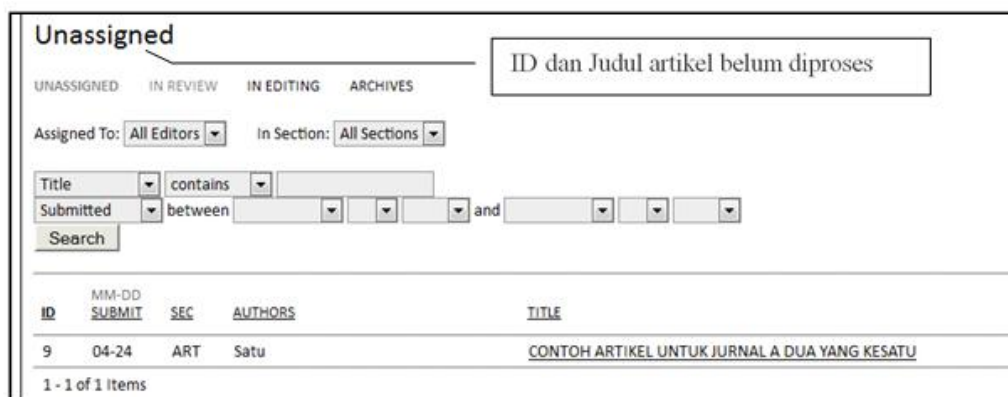 Unassigned
ID dan Judul artikel belum diproses
UNASSIGNED IN REVIEW IN EDITING ARCHIVES
Assigned To: All Editors In Section: All Sections
Title contains
Submitted between and
Search
ID MM-DD SUBMIT SEC AUTHORS TITLE
9 04-24 ART Satu CONTOH ARTIKEL UNTUK JURNAL A DUA YANG KESATU
1 - 1 of 1 Items